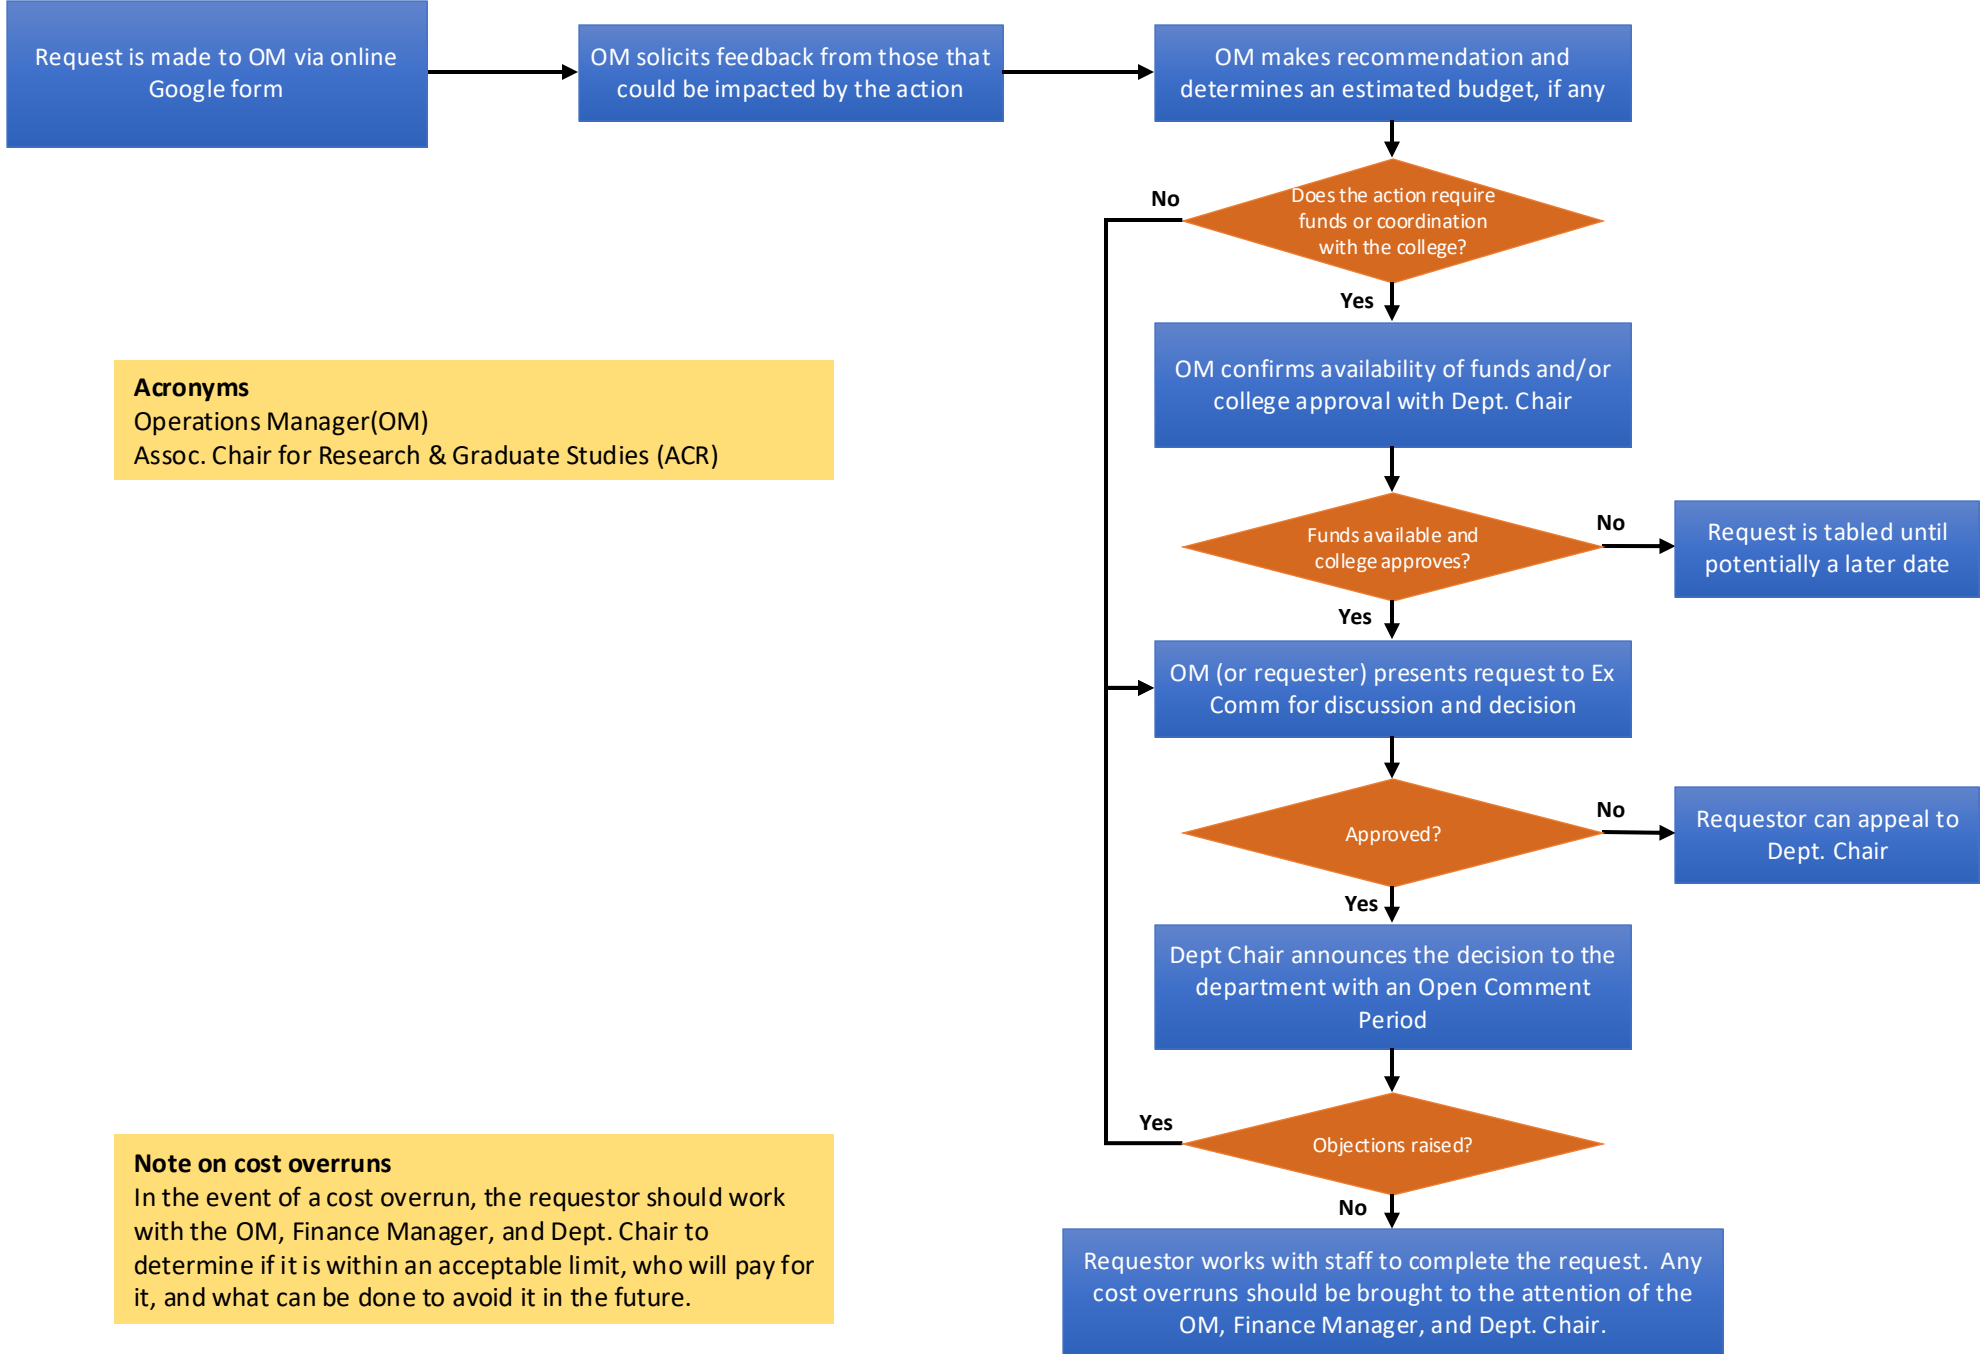 Request is made to OM via online
Google form
OM solicits feedback from those that
could be impacted by the action
OM makes recommendation and
determines an estimated budget, if any
No
Does the action require
funds or coordination
with the college?
Yes
OM confirms availability of funds and/or
college approval with Dept. Chair
Acronyms
Operations Manager(OM)
Assoc. Chair for Research & Graduate Studies (ACR)
Funds available and
college approves?
No
Request is tabled until
potentially a later date
Yes
OM (or requester) presents request to Ex
Comm for discussion and decision
Approved?
No
Requestor can appeal to
Dept. Chair
Yes
Dept Chair announces the decision to the
department with an Open Comment
Period
Yes
Objections raised?
No
Note on cost overruns
In the event of a cost overrun, the requestor should work
with the OM, Finance Manager, and Dept. Chair to
determine if it is within an acceptable limit, who will pay for
it, and what can be done to avoid it in the future.
Requestor works with staff to complete the request.  Any
cost overruns should be brought to the attention of the
OM, Finance Manager, and Dept. Chair.